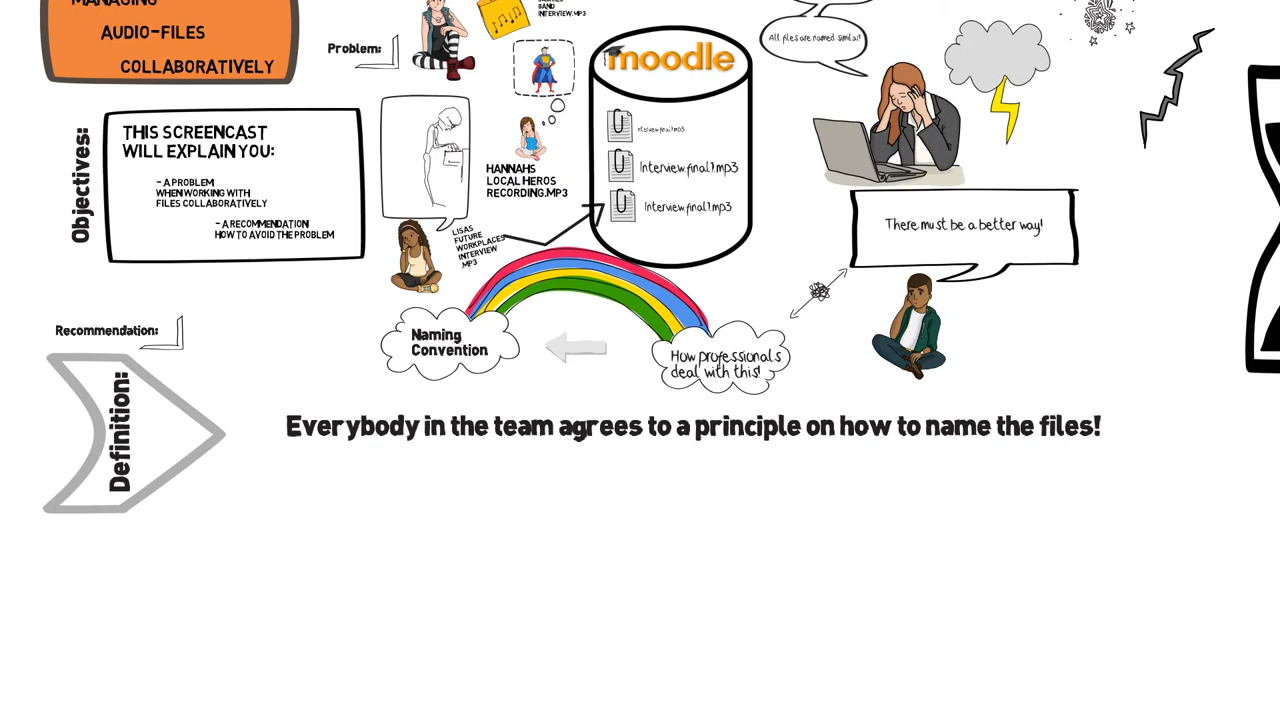 MANAGING
AUDIO-FILES
COLLABORATIVELY
Problem:
BAND
INTERVIEW.MP3
moodle
Interview.final1.mp3
Interview.final1.mp3
All files are named similar!
Objectives:
THIS SCREENCAST
WILL EXPLAIN YOU:
- A PROBLEM
WHEN WORKING WITH
FILES COLLABORATIVELY
- A RECOMMENDATION
HOW TO AVOID THE PROBLEM
HANNAHS
LOCAL HEROS
RECORDING.MP3
LISAS
FUTURE
WORKPLACES
INTERVIEW
.MP3
There must be a better way!
Recommendation:
Naming
Convention
How professionals
deal with this!
Definition:
Everybody in the team agrees to a principle on how to name the files!